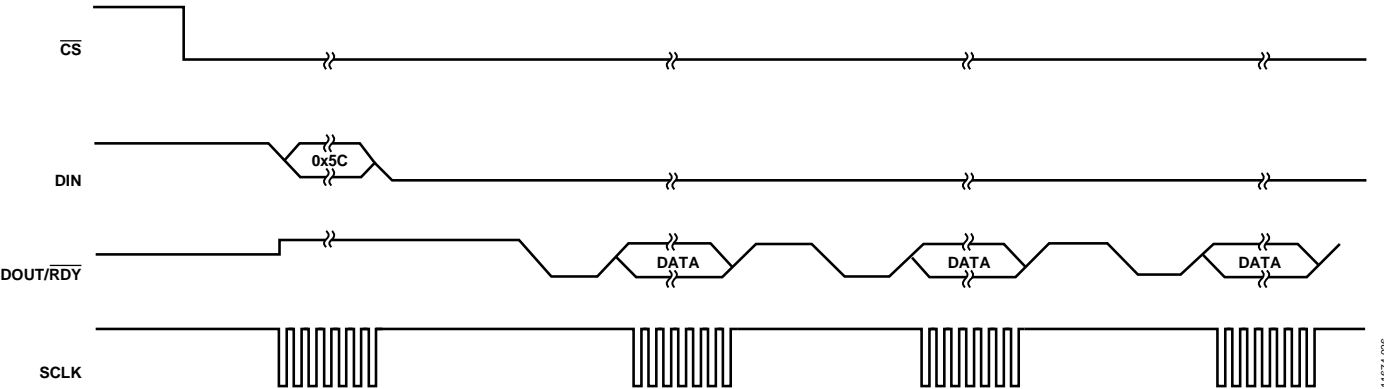 CS
0x5C
DIN
DOUT/RDY
DATA
DATA
DATA
SCLK